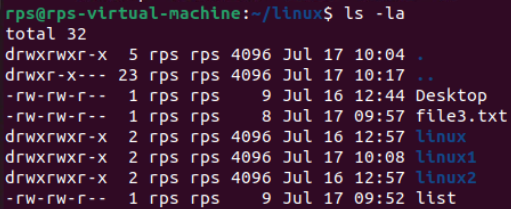 rps@rps-virtual-machine:~/linux$ ls -la
total 32
drwxrwxr-x  5 rps rps 4096 Jul 17 10:04 .
drwxr-x--- 23 rps rps 4096 Jul 17 10:17 ..
-rw-rw-r--  1 rps rps    9 Jul 16 12:44 Desktop
-rw-rw-r--  1 rps rps    8 Jul 17 09:57 file3.txt
drwxrwxr-x  2 rps rps 4096 Jul 16 12:57 linux
drwxrwxr-x  2 rps rps 4096 Jul 17 10:08 linux1
drwxrwxr-x  2 rps rps 4096 Jul 16 12:57 linux2
-rw-rw-r--  1 rps rps    9 Jul 17 09:52 list